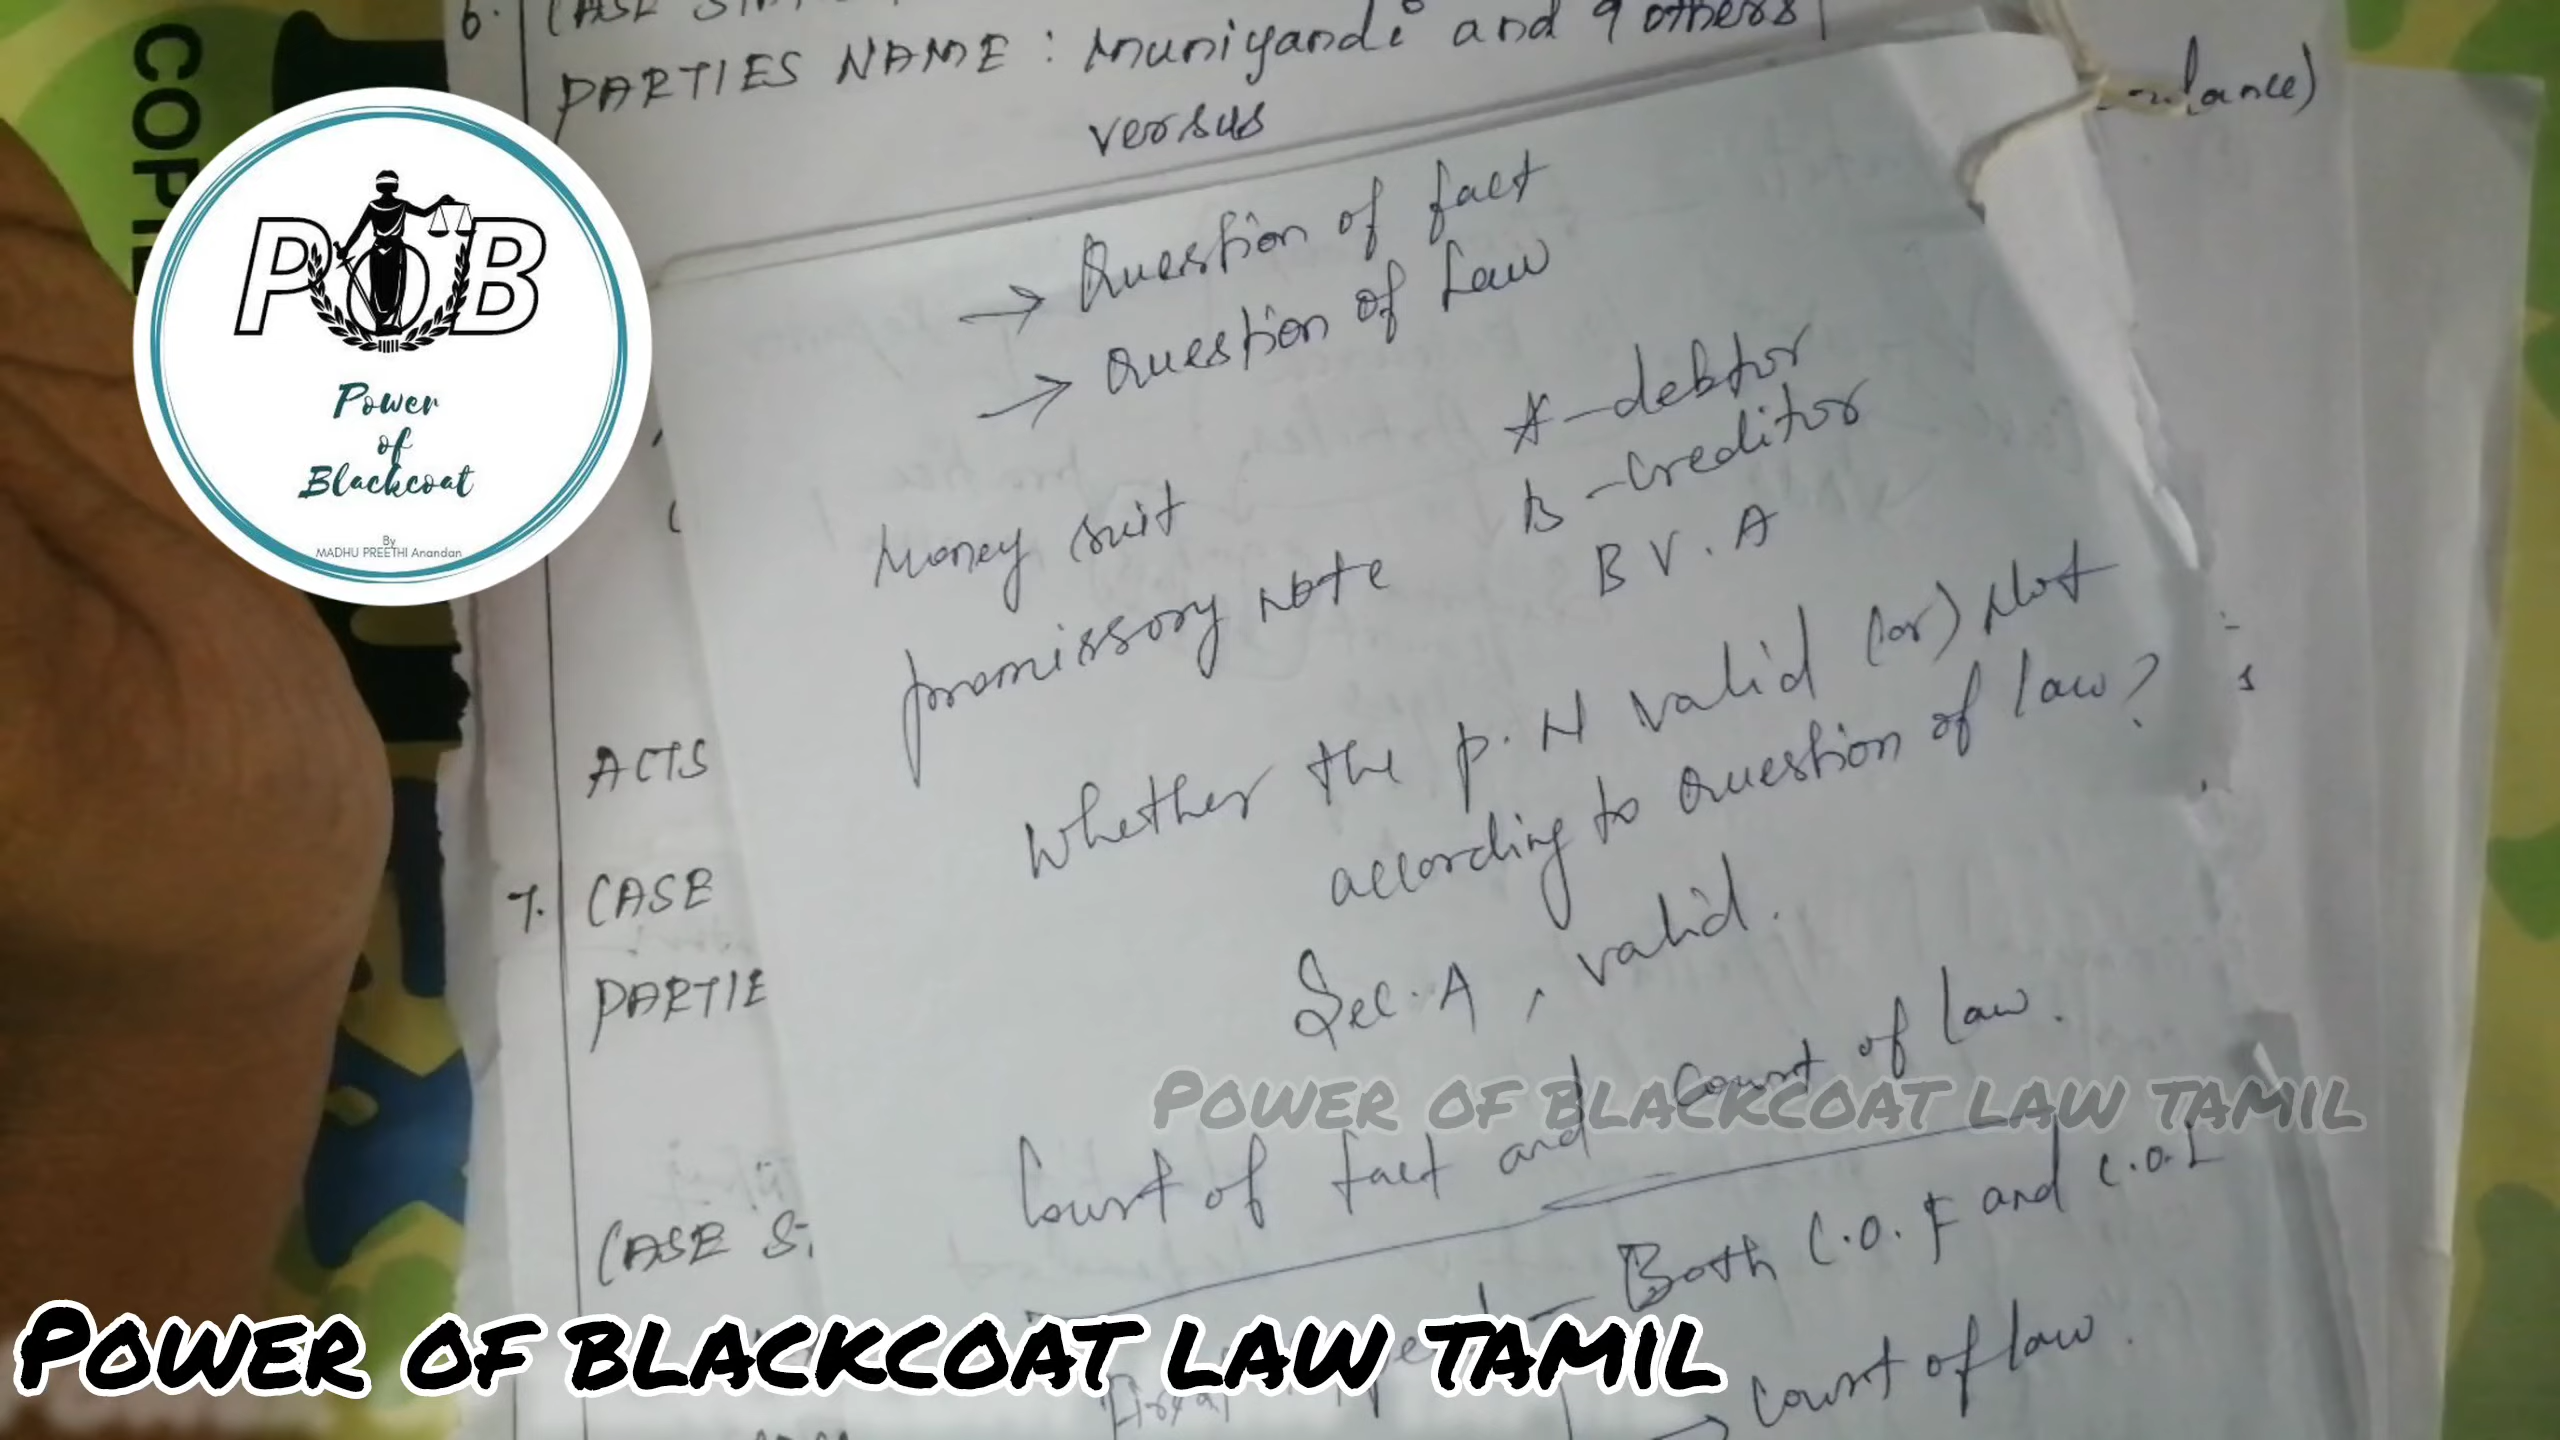 6.
PARTIES NAME : Muniyandi and 9 others
versus
COPIE
POB
Power
of
Blackcoat
By
MADHU PREETHI Anandan
→ Question of fact
→ Question of Law
A - debtor
B - Creditor
B V. A
Money suit
promissory note
Whether the P.N valid (or) Not
according to Question of law?
Sec. A, valid.
Court of fact and Court of law.
Both C.O.F and C.O.L
→ Court of law.
ACTS
7. CASE
PARTIE
CASE
POWER OF BLACKCOAT LAW TAMIL
POWER OF BLACKCOAT LAW TAMIL